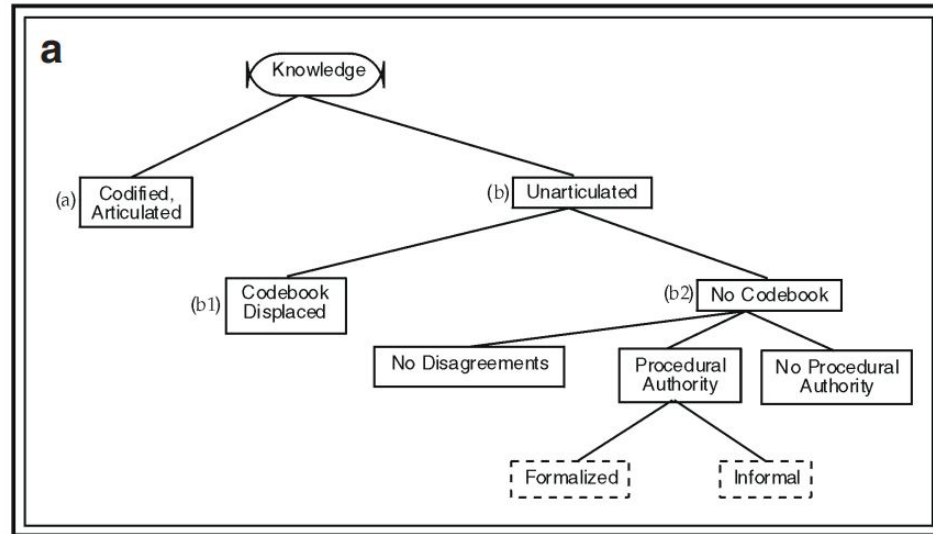 a
Knowledge
(a)
Codified,
Articulated
(b)
Unarticulated
(b1)
Codebook
Displaced
(b2)
No Codebook
No Disagreements
Procedural
Authority
No Procedural
Authority
Formalized
Informal